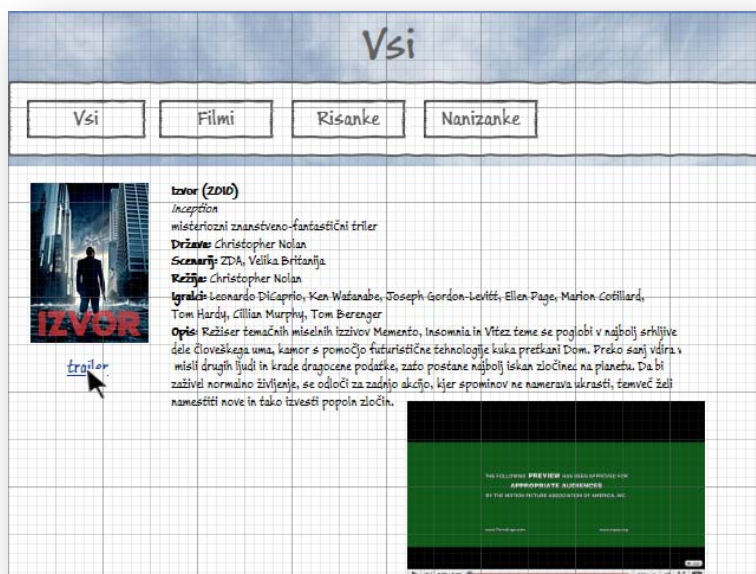 Vsi
Vsi Filmi Risanke Nanizanke
Izvor (2010)
Inception
misteriozni znanstveno-fantastični triler
Država: Christopher Nolan
Scenarij: ZDA, Velika Britanija
Režija: Christopher Nolan
Igralci: Leonardo DiCaprio, Ken Watanabe, Joseph Gordon-Levitt, Ellen Page, Marion Cotillard,
Tom Hardy, Cillian Murphy, Tom Berenger
Opis: Režiser temačnih miselnih izzivov Memento, Insomnia in Vitez teme se poglobi v najbolj srhljive
dele človeškega uma, kamor s pomočjo futuristične tehnologije kuka pretkani Dom. Preko sanj vdira v
misli drugih ljudi in krade dragocene podatke, zato postane najbolj iskan zločinec na planetu. Da bi
zaživel normalno življenje, se odloči za zadnjo akcijo, kjer spominov ne namerava ukrasti, temveč želi
namestiti nove in tako izvesti popoln zločin.
IZVOR
trailer
THE FOLLOWING PREVIEW HAS BEEN APPROVED FOR
APPROPRIATE AUDIENCES
BY THE MOTION PICTURE ASSOCIATION OF AMERICA, INC.